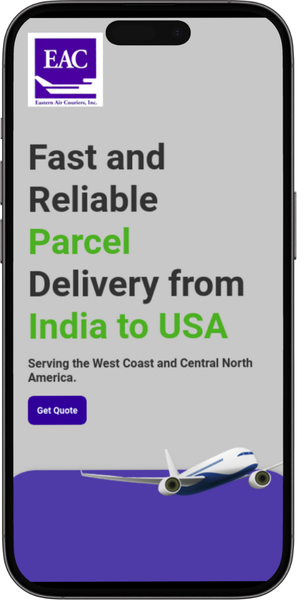 EAC
Eastern Air Couriers, Inc.
Fast and
Reliable
Parcel
Delivery from
India to USA
Serving the West Coast and Central North
America.
Get Quote